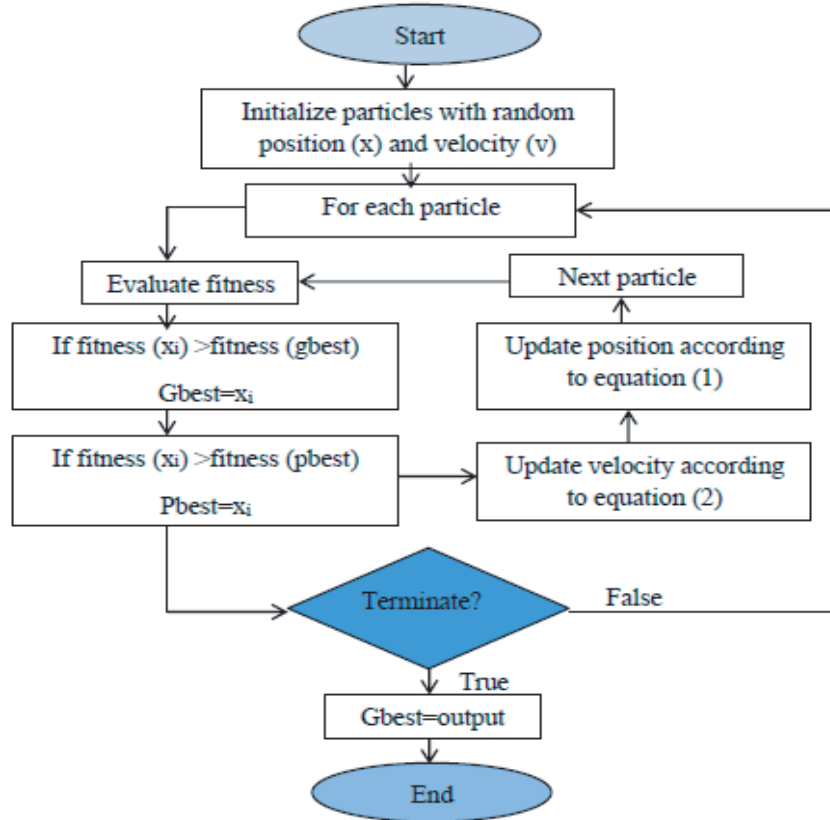 Start
Initialize particles with random
position (x) and velocity (v)
For each particle
Evaluate fitness
Next particle
If fitness (xᵢ) >fitness (gbest)
Gbest=xᵢ
Update position according
to equation (1)
If fitness (xᵢ) >fitness (pbest)
Pbest=xᵢ
Update velocity according
to equation (2)
Terminate?
False
True
Gbest=output
End